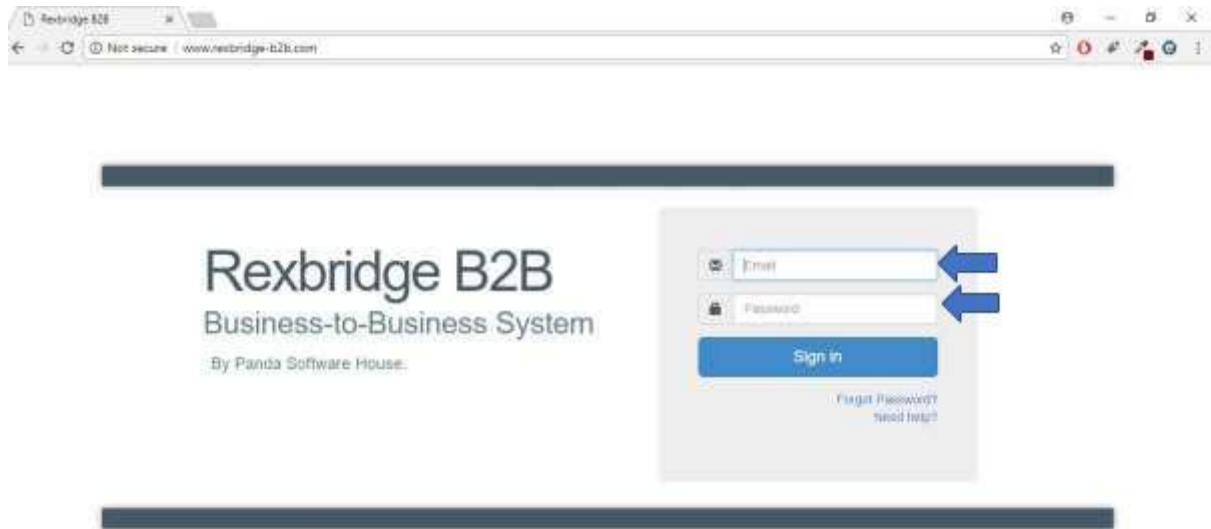 Rexbridge B2B
Not secure www.rexbridge-b2b.com
Rexbridge B2B
Business-to-Business System
By Panda Software House.
Email
Password
Sign in
Forgot Password?
Need help?